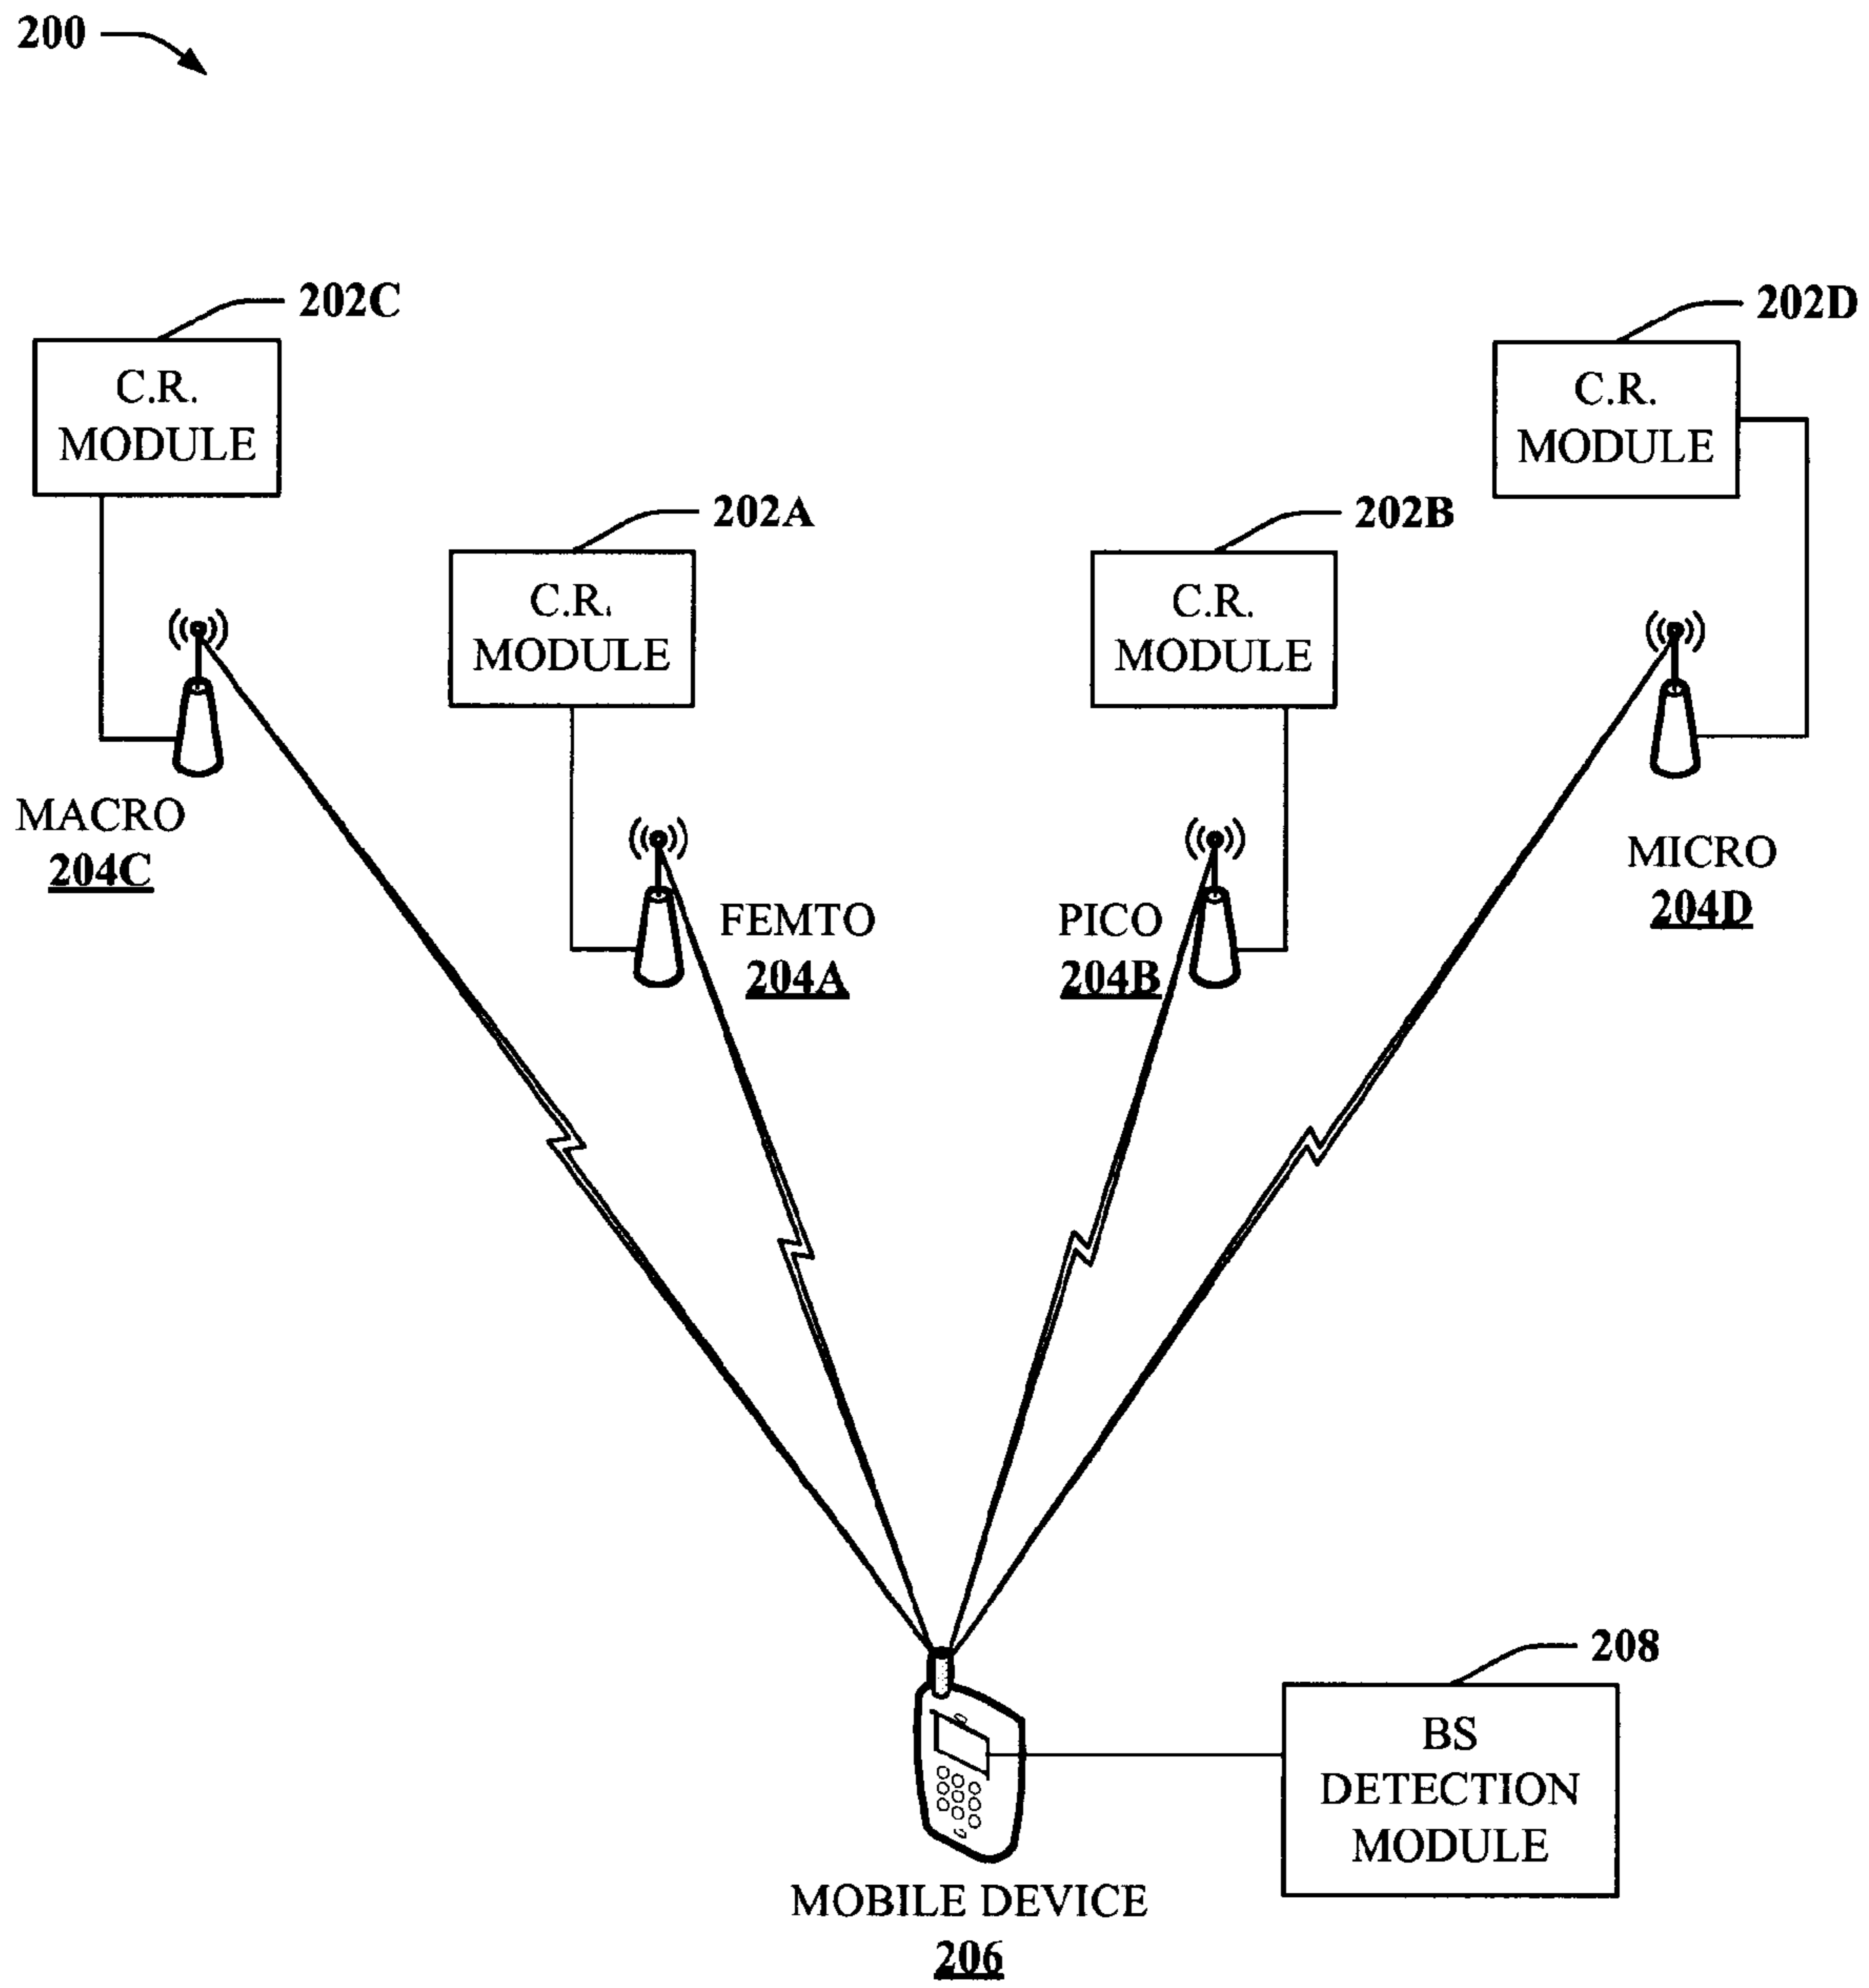 200
202C
202D
C.R.
MODULE
C.R.
MODULE
202A
202B
C.R.
MODULE
C.R.
MODULE
MACRO
204C
MICRO
204D
FEMTO
204A
PICO
204B
208
BS
DETECTION
MODULE
MOBILE DEVICE
206